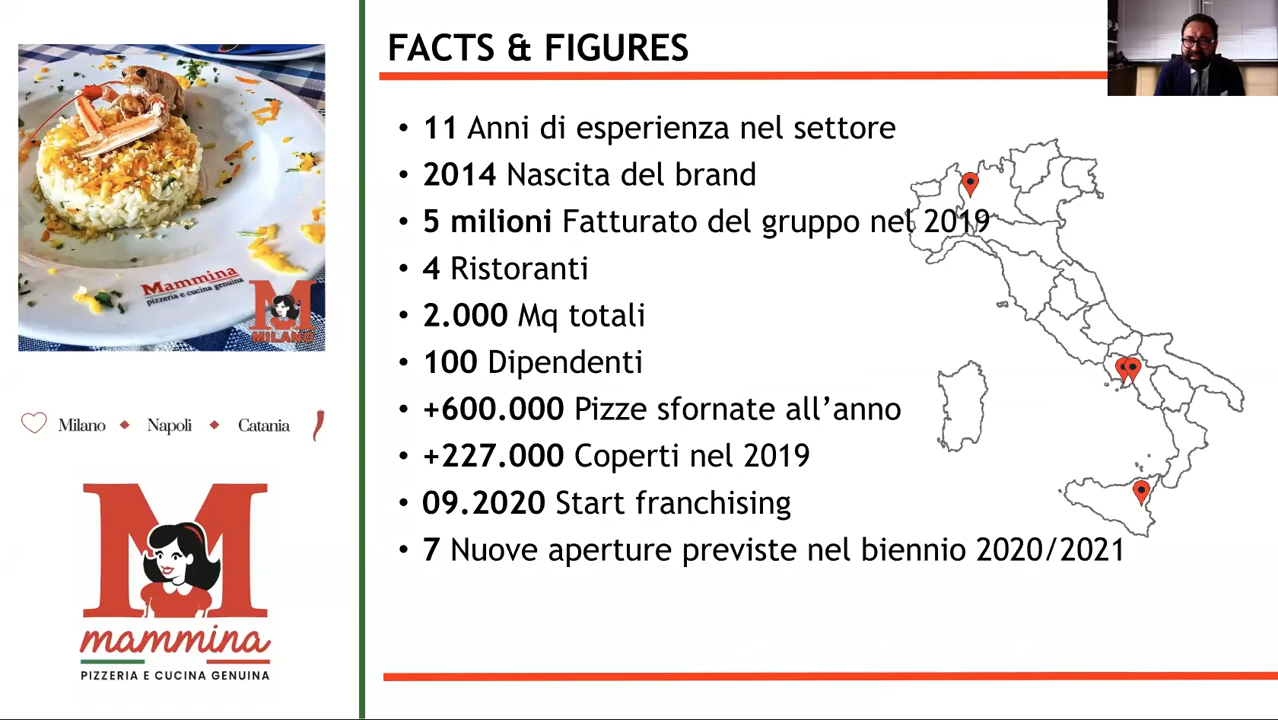 FACTS & FIGURES
• 11 Anni di esperienza nel settore
• 2014 Nascita del brand
• 5 milioni Fatturato del gruppo nel 2019
• 4 Ristoranti
• 2.000 Mq totali
• 100 Dipendenti
• +600.000 Pizze sfornate all’anno
• +227.000 Coperti nel 2019
• 09.2020 Start franchising
• 7 Nuove aperture previste nel biennio 2020/2021
Mammina
pizzeria e cucina genuina
M
MILANO
Milano Napoli Catania
M
mammina
PIZZERIA E CUCINA GENUINA